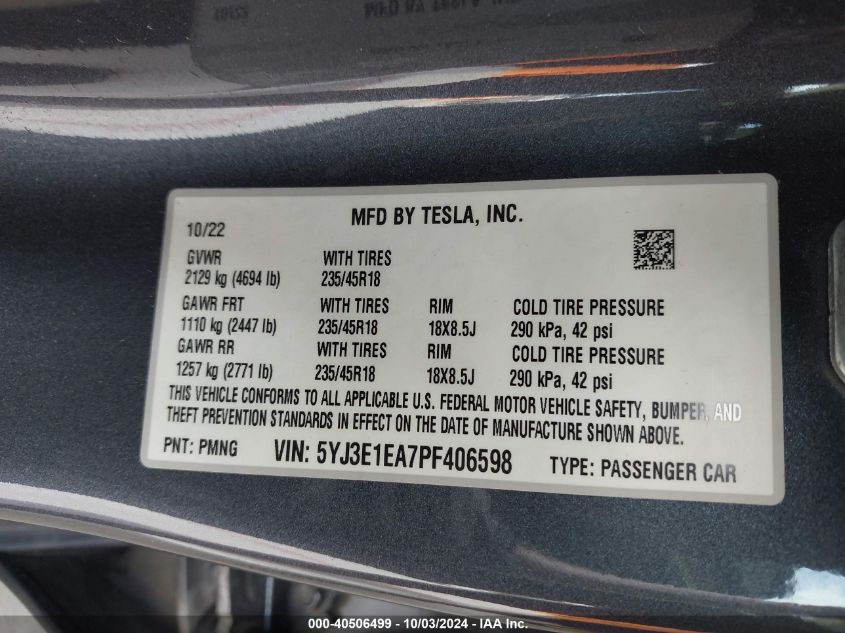 MFD BY TESLA, INC.
10/22
GVWR WITH TIRES
2129 kg (4694 lb) 235/45R18
GAWR FRT WITH TIRES RIM COLD TIRE PRESSURE
1110 kg (2447 lb) 235/45R18 18X8.5J 290 kPa, 42 psi
GAWR RR WITH TIRES RIM COLD TIRE PRESSURE
1257 kg (2771 lb) 235/45R18 18X8.5J 290 kPa, 42 psi
THIS VEHICLE CONFORMS TO ALL APPLICABLE U.S. FEDERAL MOTOR VEHICLE SAFETY, BUMPER, AND
THEFT PREVENTION STANDARDS IN EFFECT ON THE DATE OF MANUFACTURE SHOWN ABOVE.
PNT: PMNG VIN: 5YJ3E1EA7PF406598 TYPE: PASSENGER CAR
000-40506499 - 10/03/2024 - IAA Inc.